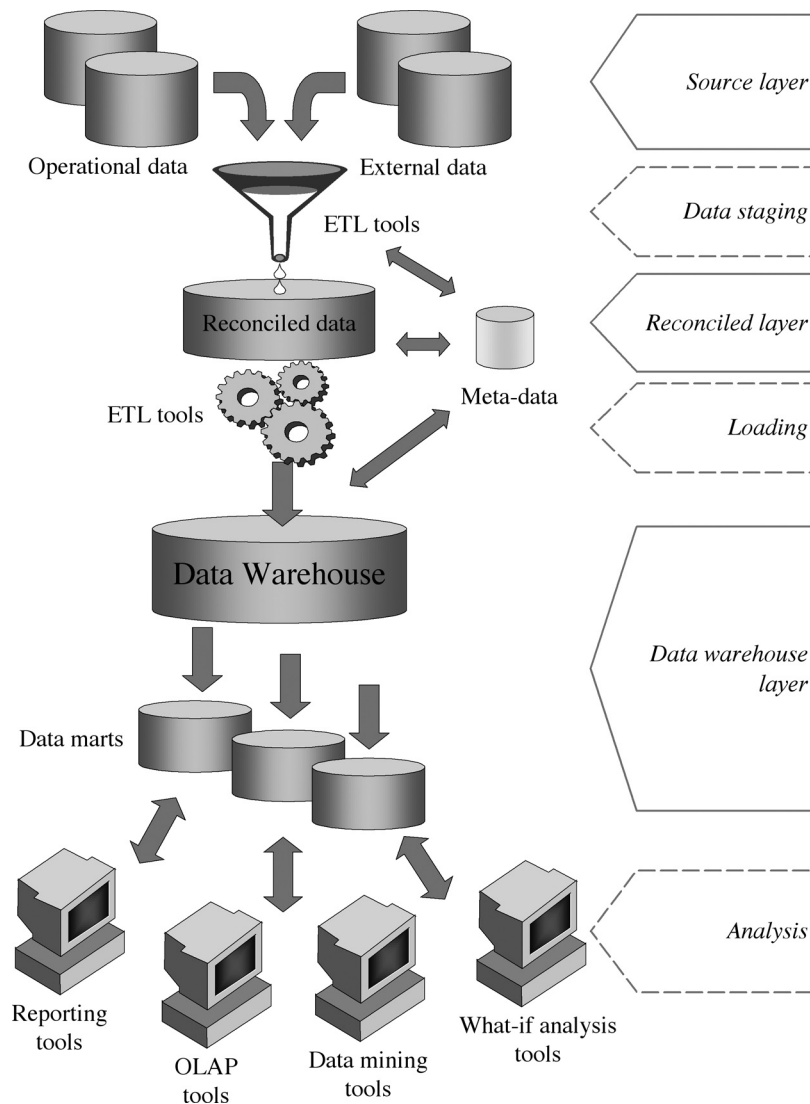 Source layer
Operational data
External data
Data staging
ETL tools
Reconciled data
Reconciled layer
Meta-data
ETL tools
Loading
Data Warehouse
Data warehouse
layer
Data marts
Analysis
Reporting
tools
OLAP
tools
Data mining
tools
What-if analysis
tools